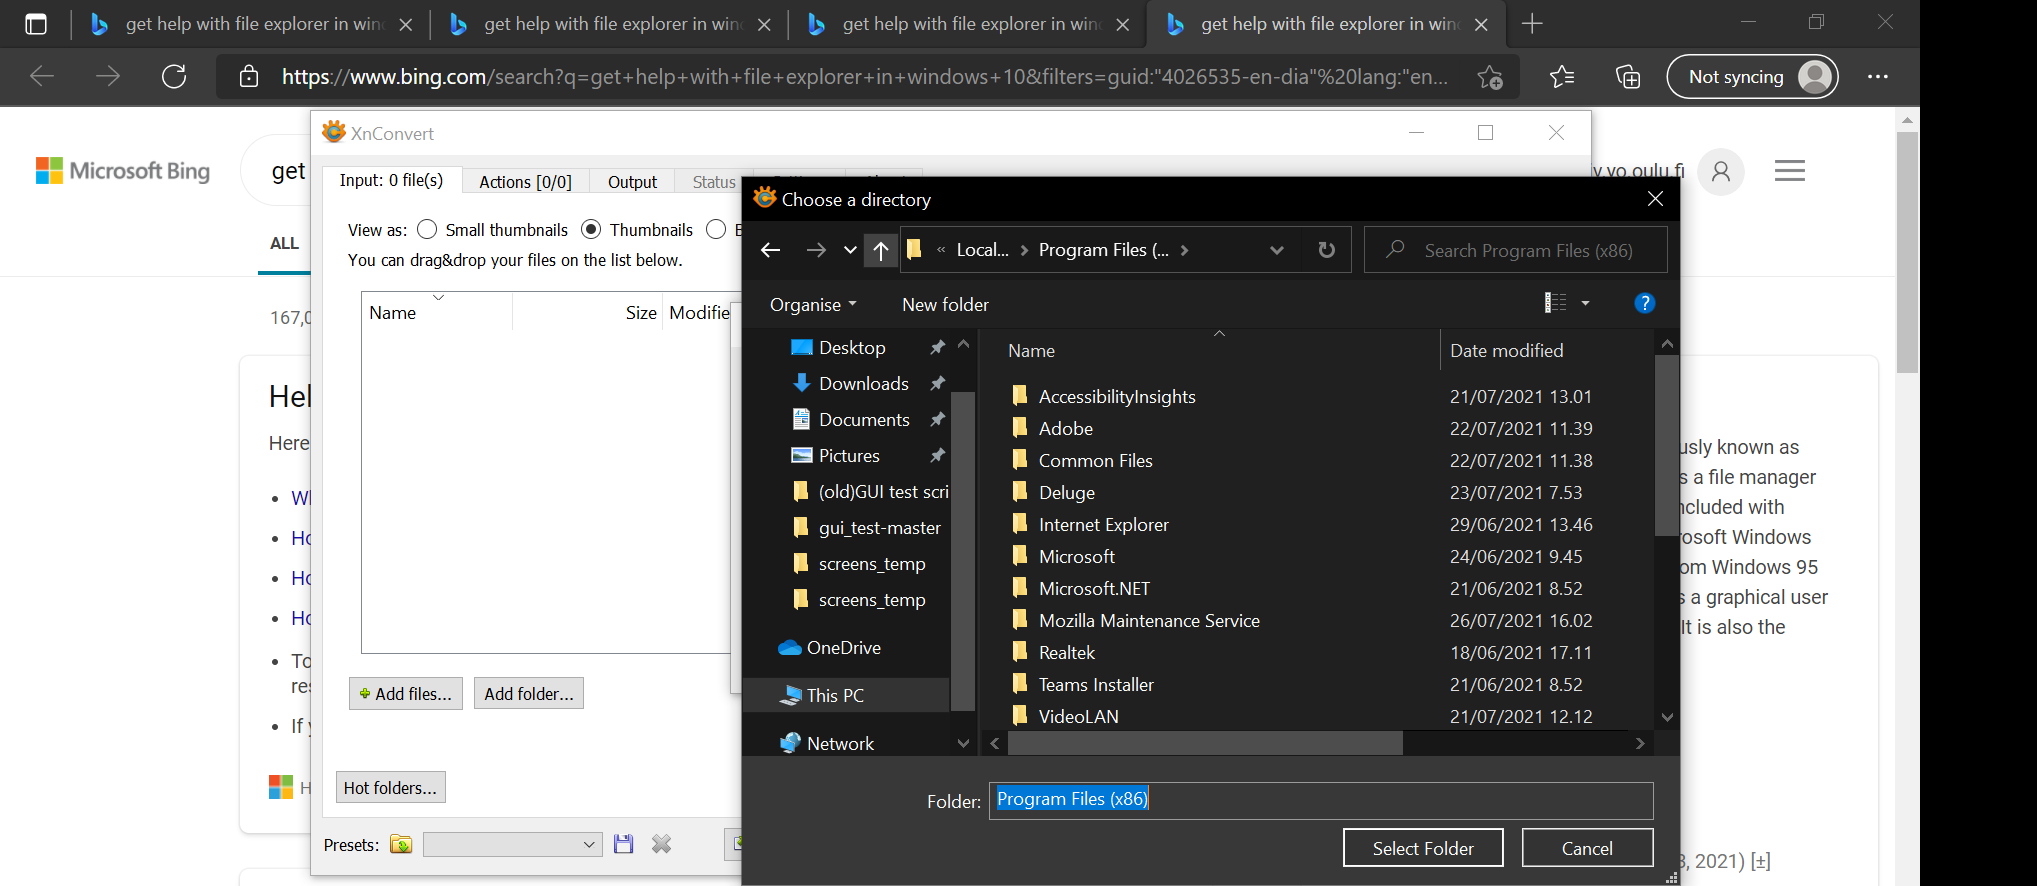 get help with file explorer in win
get help with file explorer in win
get help with file explorer in win
get help with file explorer in win
https://www.bing.com/search?q=get+help+with+file+explorer+in+windows+10&filters=guid:"4026535-en-dia"%20lang:"en...
Not syncing
Microsoft Bing
get
ALL
167,0
Hel
Here
Ho
Ho
Ho
To
If
y.yo.oulu.fi
XnConvert
Input: 0 file(s)
Actions [0/0]
Output
Status
View as:
Small thumbnails
Thumbnails
You can drag&drop your files on the list below.
Name
Size
Modifie
Add files...
Add folder...
Hot folders...
Presets:
Choose a directory
« Local... > Program Files (... >
Search Program Files (x86)
Organise
New folder
Desktop
Downloads
Documents
Pictures
(old)GUI test scri
gui_test-master
screens_temp
screens_temp
OneDrive
This PC
Network
Name Date modified
AccessibilityInsights 21/07/2021 13.01
Adobe 22/07/2021 11.39
Common Files 22/07/2021 11.38
Deluge 23/07/2021 7.53
Internet Explorer 29/06/2021 13.46
Microsoft 24/06/2021 9.45
Microsoft.NET 21/06/2021 8.52
Mozilla Maintenance Service 26/07/2021 16.02
Realtek 18/06/2021 17.11
Teams Installer 21/06/2021 8.52
VideoLAN 21/07/2021 12.12
Folder: Program Files (x86)
Select Folder
Cancel
usly known as
s a file manager
ncluded with
rosoft Windows
om Windows 95
s a graphical user
It is also the
, 2021) [±]